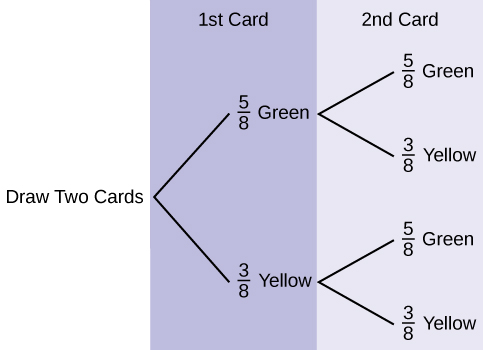 1st Card
2nd Card
5/8 Green
3/8 Yellow
5/8 Green
Draw Two Cards
3/8 Yellow
5/8 Green
3/8 Yellow